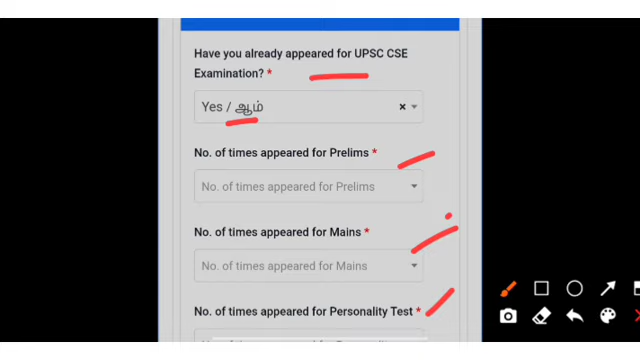 Have you already appeared for UPSC CSE
Examination? *
Yes / ஆம்
No. of times appeared for Prelims *
No. of times appeared for Prelims
No. of times appeared for Mains *
No. of times appeared for Mains
No. of times appeared for Personality Test *